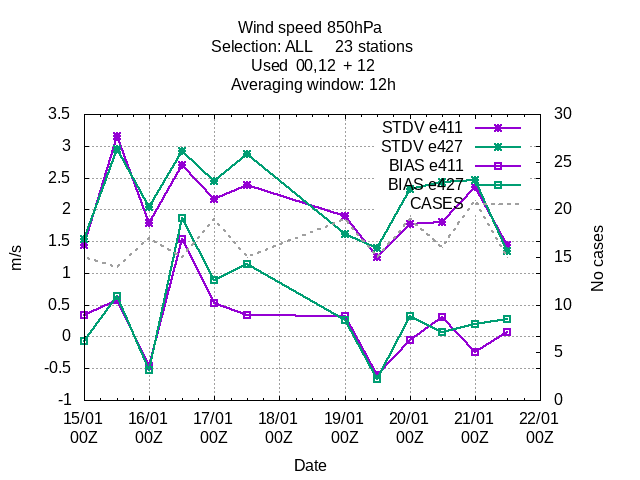 Wind speed 850hPa
Selection: ALL 23 stations
Used 00,12 + 12
Averaging window: 12h
3.5
3
2.5
2
1.5
1
0.5
0
-0.5
-1
m/s
30
25
20
15
10
5
0
No cases
STDV e411
STDV e427
BIAS e411
BIAS e427
CASES
15/01 16/01 17/01 18/01 19/01 20/01 21/01 22/01
00Z 00Z 00Z 00Z 00Z 00Z 00Z 00Z
Date